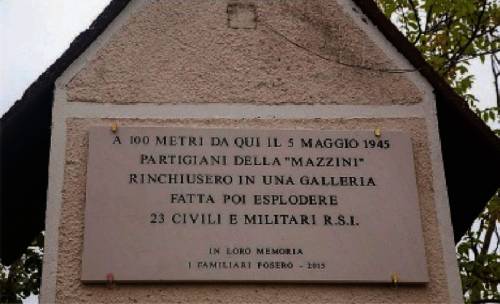 A 100 METRI DA QUI IL 5 MAGGIO 1945
PARTIGIANI DELLA "MAZZINI"
RINCHIUSERO IN UNA GALLERIA
FATTA POI ESPLODERE
23 CIVILI E MILITARI R.S.I.
IN LORO MEMORIA
I FAMILIARI POSERO - 2015